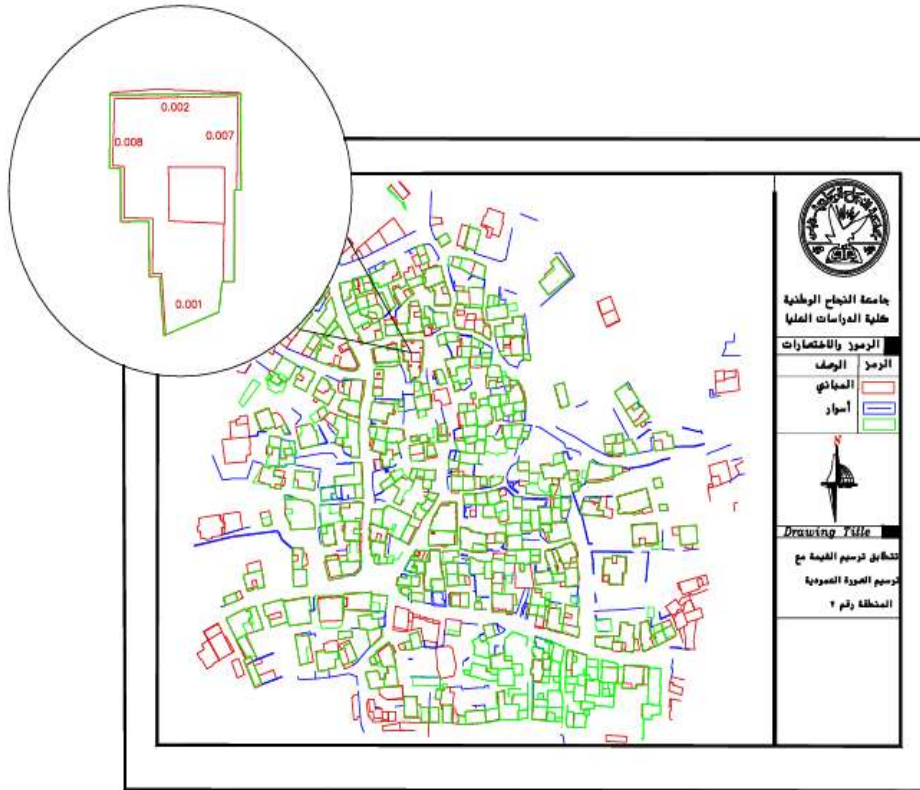 0.002
0.008
0.007
0.001
جامعة النجاح الوطنية
كلية الدراسات العليا
الرموز والاختصارات
الرمز الوصف
المباني
أسوار
N
Drawing Title
تتطابق ترسيم القيمة مع
ترسيم الصورة العمودية
المنطقة رقم ٢